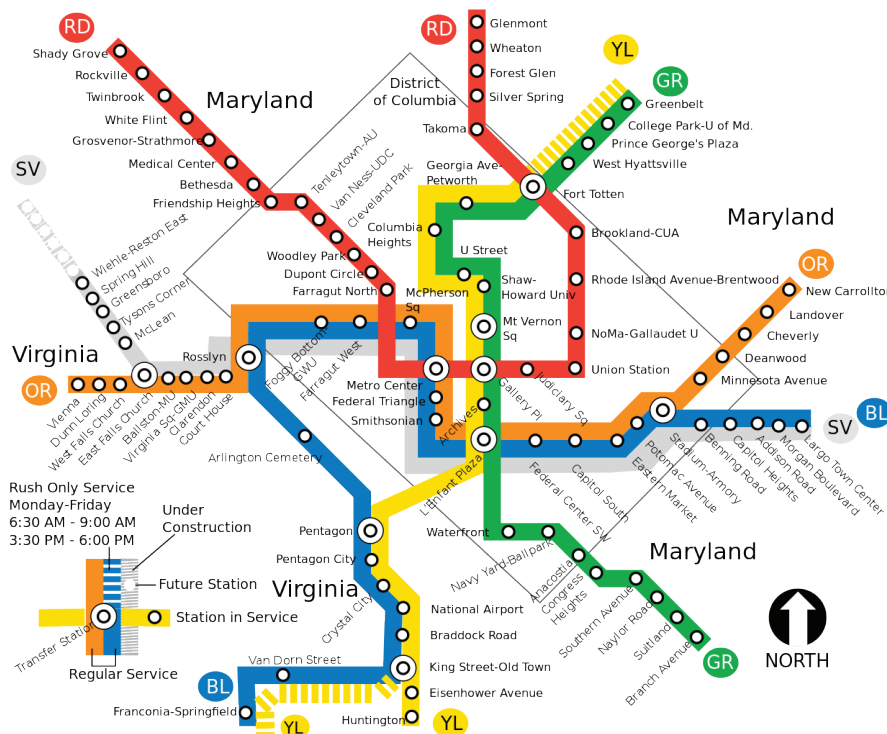 RD
Shady Grove
Rockville
Twinbrook
White Flint
Grosvenor-Strathmore
Medical Center
Bethesda
Friendship Heights
Maryland
Tenleytown-AU
Van Ness-UDC
Cleveland Park
Woodley Park
Dupont Circle
Farragut North
District
of Columbia
RD
Glenmont
Wheaton
Forest Glen
Silver Spring
Takoma
YL
GR
Greenbelt
College Park-U of Md.
Prince George's Plaza
West Hyattsville
Fort Totten
Georgia Ave-
Petworth
Columbia
Heights
U Street
Shaw-
Howard Univ
Mt Vernon
Sq
Brookland-CUA
Rhode Island Avenue-Brentwood
NoMa-Gallaudet U
Union Station
Judiciary Sq
Gallery Pl
Maryland
OR
New Carrollton
Landover
Cheverly
Deanwood
Minnesota Avenue
SV
Wiehle-Reston East
Spring Hill
Greensboro
Tysons Corner
McLean
Virginia
OR
Vienna
Dunn Loring
West Falls Church
East Falls Church
Ballston-MU
Virginia Sq-GMU
Clarendon
Court House
Rosslyn
Foggy Bottom
GWU
Farragut West
McPherson
Sq
Metro Center
Federal Triangle
Smithsonian
Archives
L'Enfant Plaza
Federal Center SW
Capitol South
Eastern Market
Potomac Avenue
Stadium-Armory
Benning Road
Capitol Heights
Addison Road
Morgan Boulevard
Largo Town Center
BL
SV
Arlington Cemetery
Pentagon
Pentagon City
Crystal City
Virginia
National Airport
Braddock Road
King Street-Old Town
Eisenhower Avenue
Huntington
YL
Van Dorn Street
BL
Franconia-Springfield
YL
Waterfront
Navy Yard-Ballpark
Anacostia
Congress
Heights
Southern Avenue
Naylor Road
Suitland
Branch Avenue
GR
Maryland
Rush Only Service
Monday-Friday
6:30 AM - 9:00 AM
3:30 PM - 6:00 PM
Under
Construction
Future Station
Station in Service
Transfer Station
Regular Service
NORTH